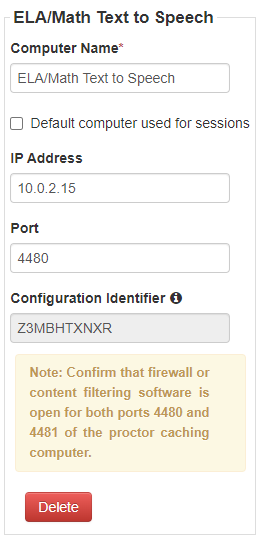 ELA/Math Text to Speech
Computer Name*
ELA/Math Text to Speech
Default computer used for sessions
IP Address
10.0.2.15
Port
4480
Configuration Identifier
Z3MBHTXNXR
Note: Confirm that firewall or
content filtering software is
open for both ports 4480 and
4481 of the proctor caching
computer.
Delete